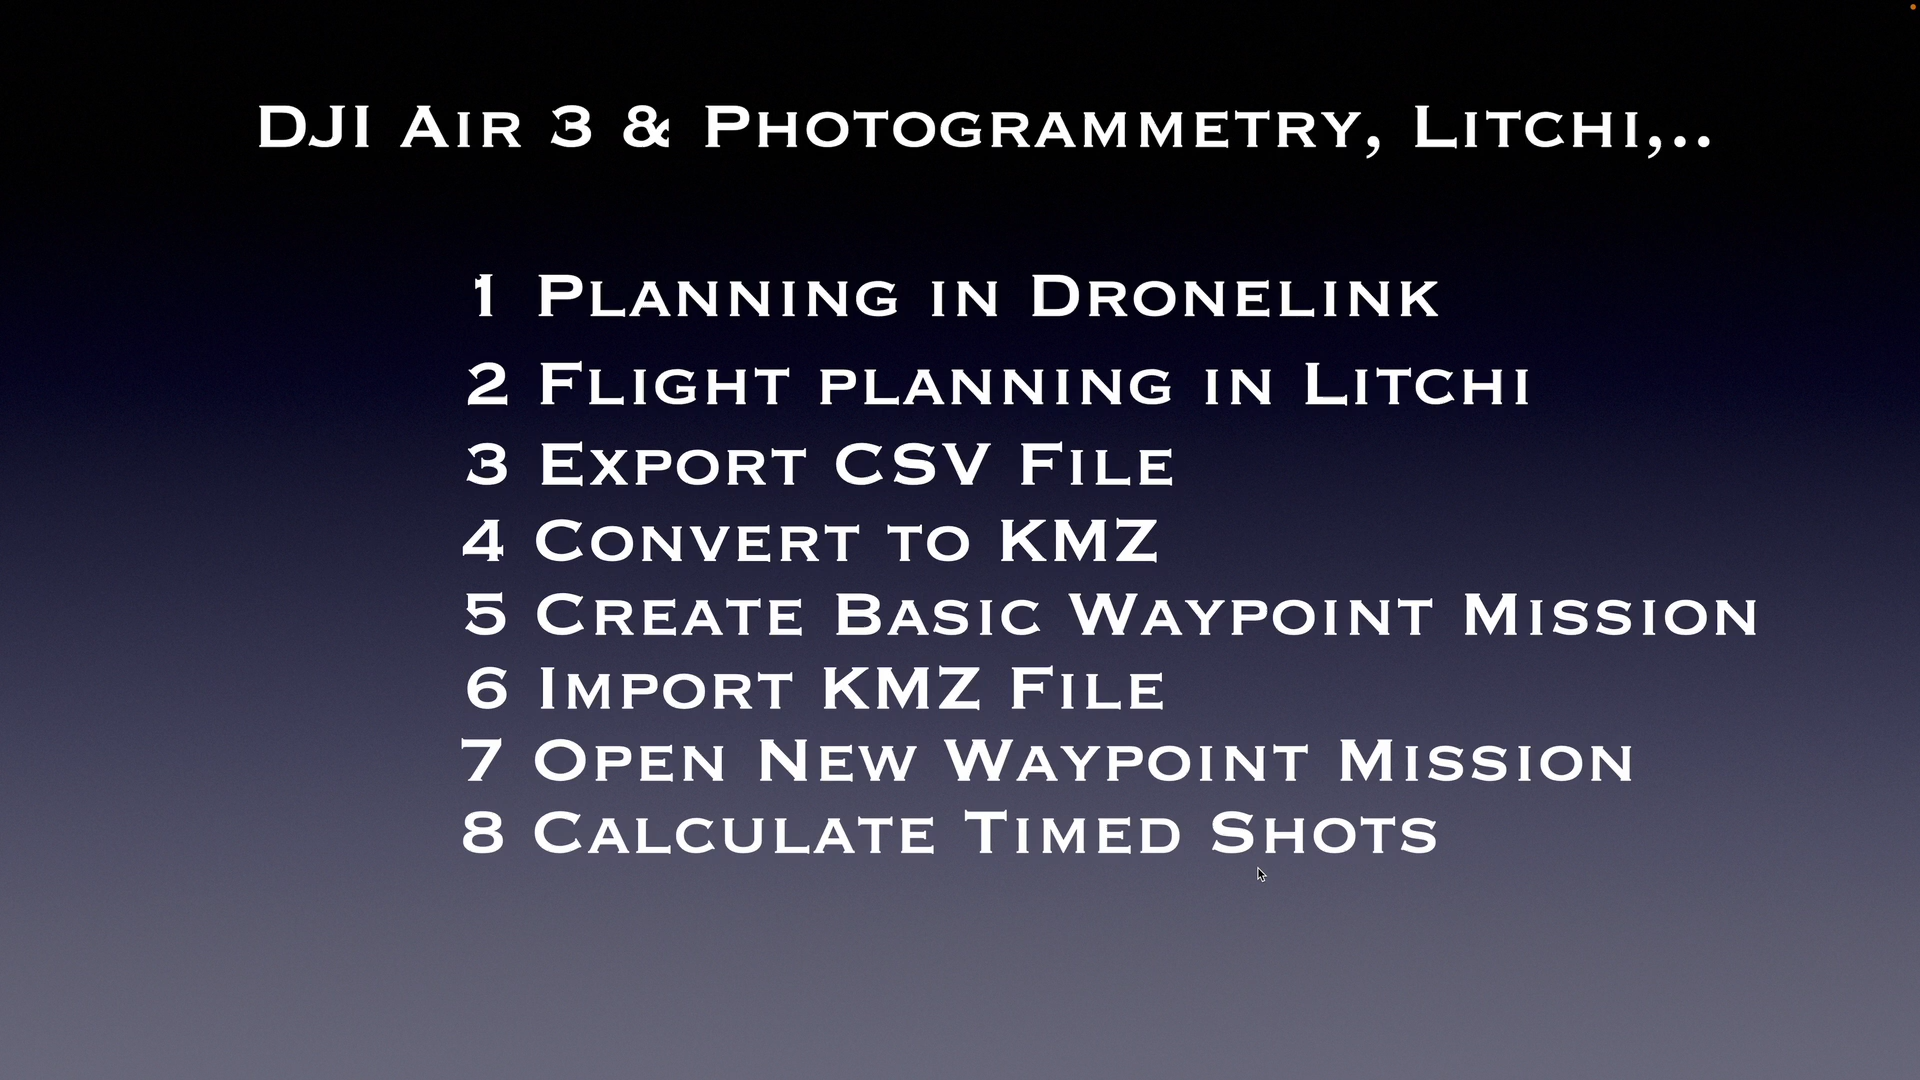 DJI Air 3 & Photogrammetry, Litchi,..
1 Planning in Dronelink
2 Flight planning in Litchi
3 Export CSV File
4 Convert to KMZ
5 Create Basic Waypoint Mission
6 Import KMZ File
7 Open New Waypoint Mission
8 Calculate Timed Shots